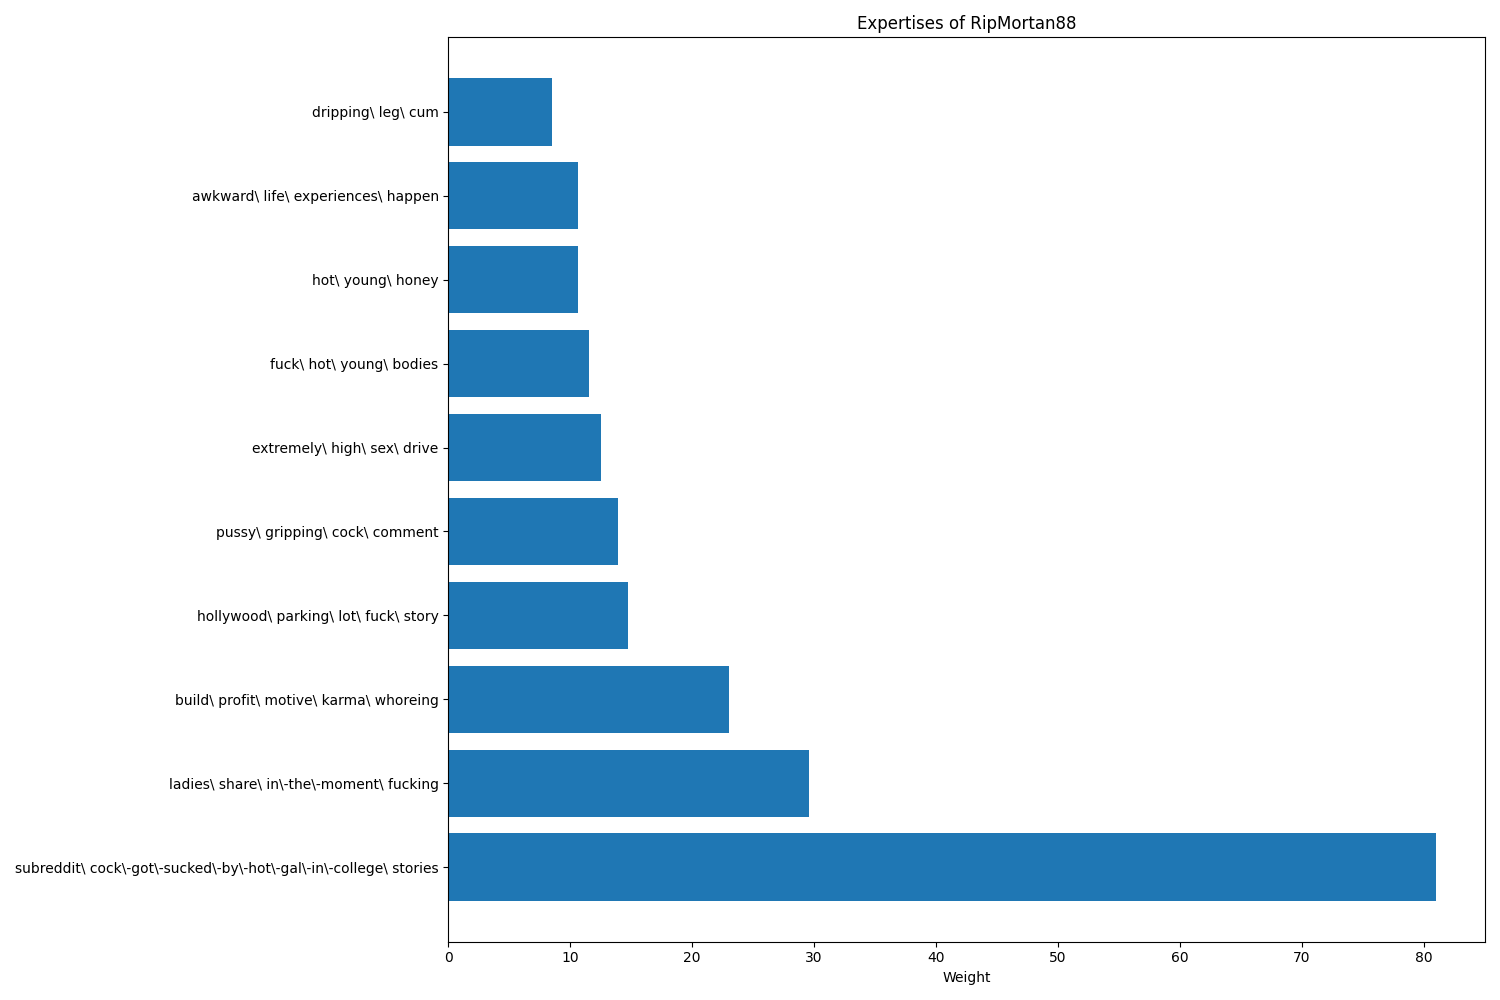 Expertises of RipMortan88
dripping\ leg\ cum
awkward\ life\ experiences\ happen
hot\ young\ honey
fuck\ hot\ young\ bodies
extremely\ high\ sex\ drive
pussy\ gripping\ cock\ comment
hollywood\ parking\ lot\ fuck\ story
build\ profit\ motive\ karma\ whoreing
ladies\ share\ in\-the\-moment\ fucking
subreddit\ cock\-got\-sucked\-by\-hot\-gal\-in\-college\ stories
0 10 20 30 40 50 60 70 80
Weight